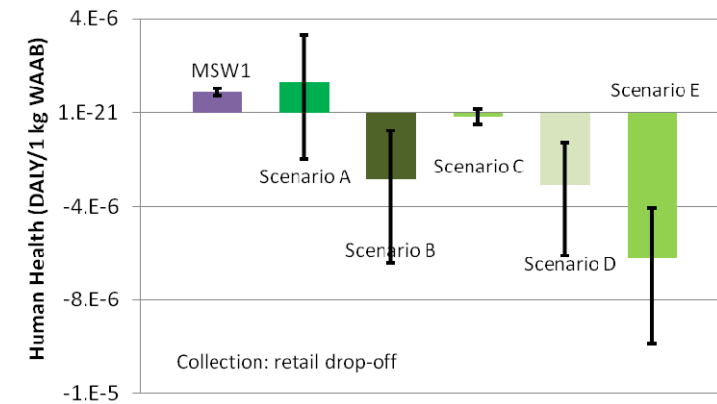 Human Health (DALY/1 kg WAAB)
4.E-6
1.E-21
-4.E-6
-8.E-6
-1.E-5
MSW1
Scenario A
Scenario B
Scenario C
Scenario D
Scenario E
Collection: retail drop-off